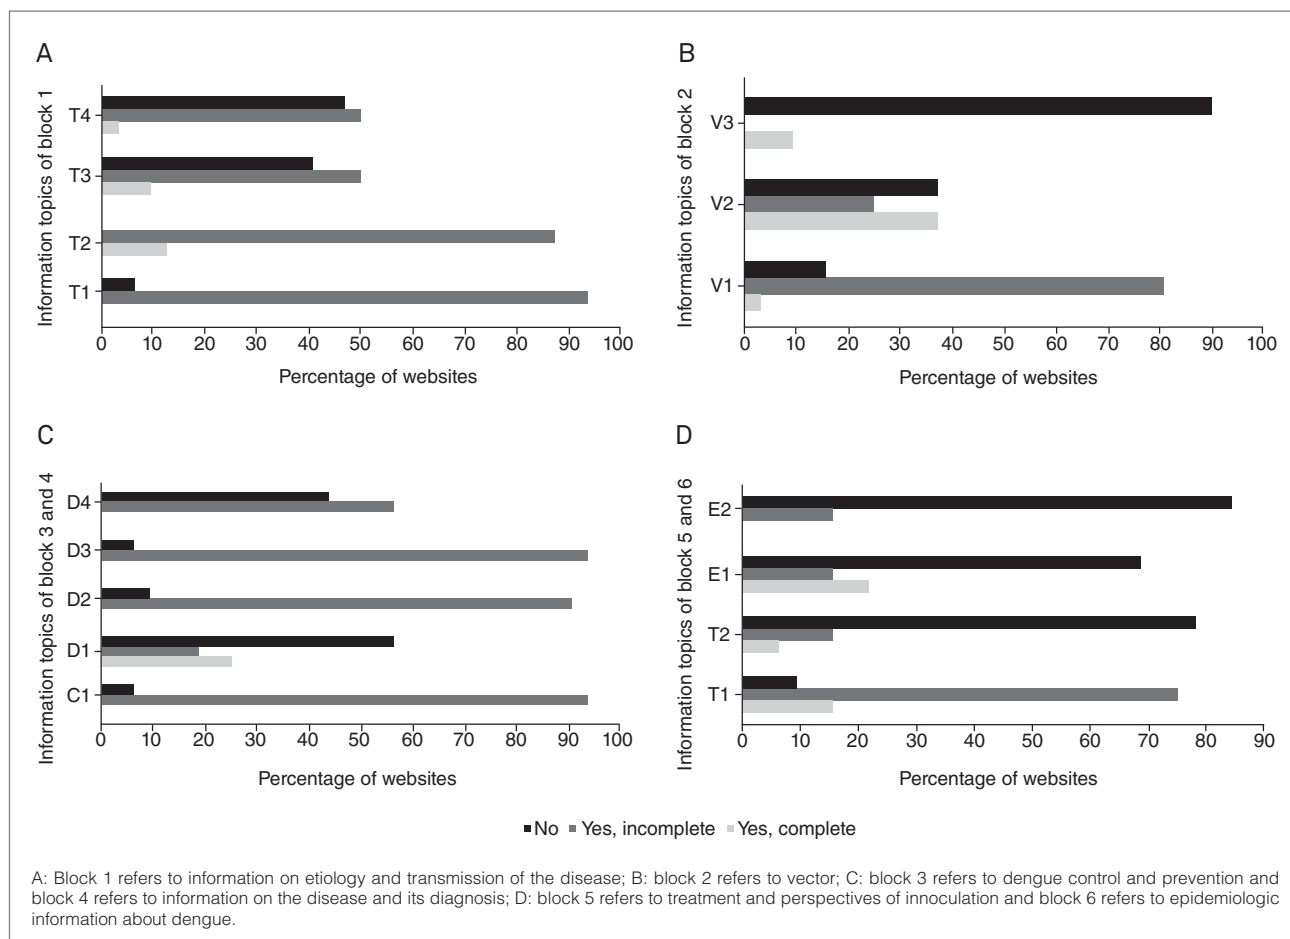 A
Information topics of block 1
T4
T3
T2
T1
0 10 20 30 40 50 60 70 80 90 100
Percentage of websites
B
Information topics of block 2
V3
V2
V1
0 10 20 30 40 50 60 70 80 90 100
Percentage of websites
C
Information topics of block 3 and 4
D4
D3
D2
D1
C1
0 10 20 30 40 50 60 70 80 90 100
Percentage of websites
D
Information topics of block 5 and 6
E2
E1
T2
T1
0 10 20 30 40 50 60 70 80 90
Percentage of websites
No Yes, incomplete Yes, complete
A: Block 1 refers to information on etiology and transmission of the disease; B: block 2 refers to vector; C: block 3 refers to dengue control and prevention and
block 4 refers to information on the disease and its diagnosis; D: block 5 refers to treatment and perspectives of innoculation and block 6 refers to epidemiologic
information about dengue.